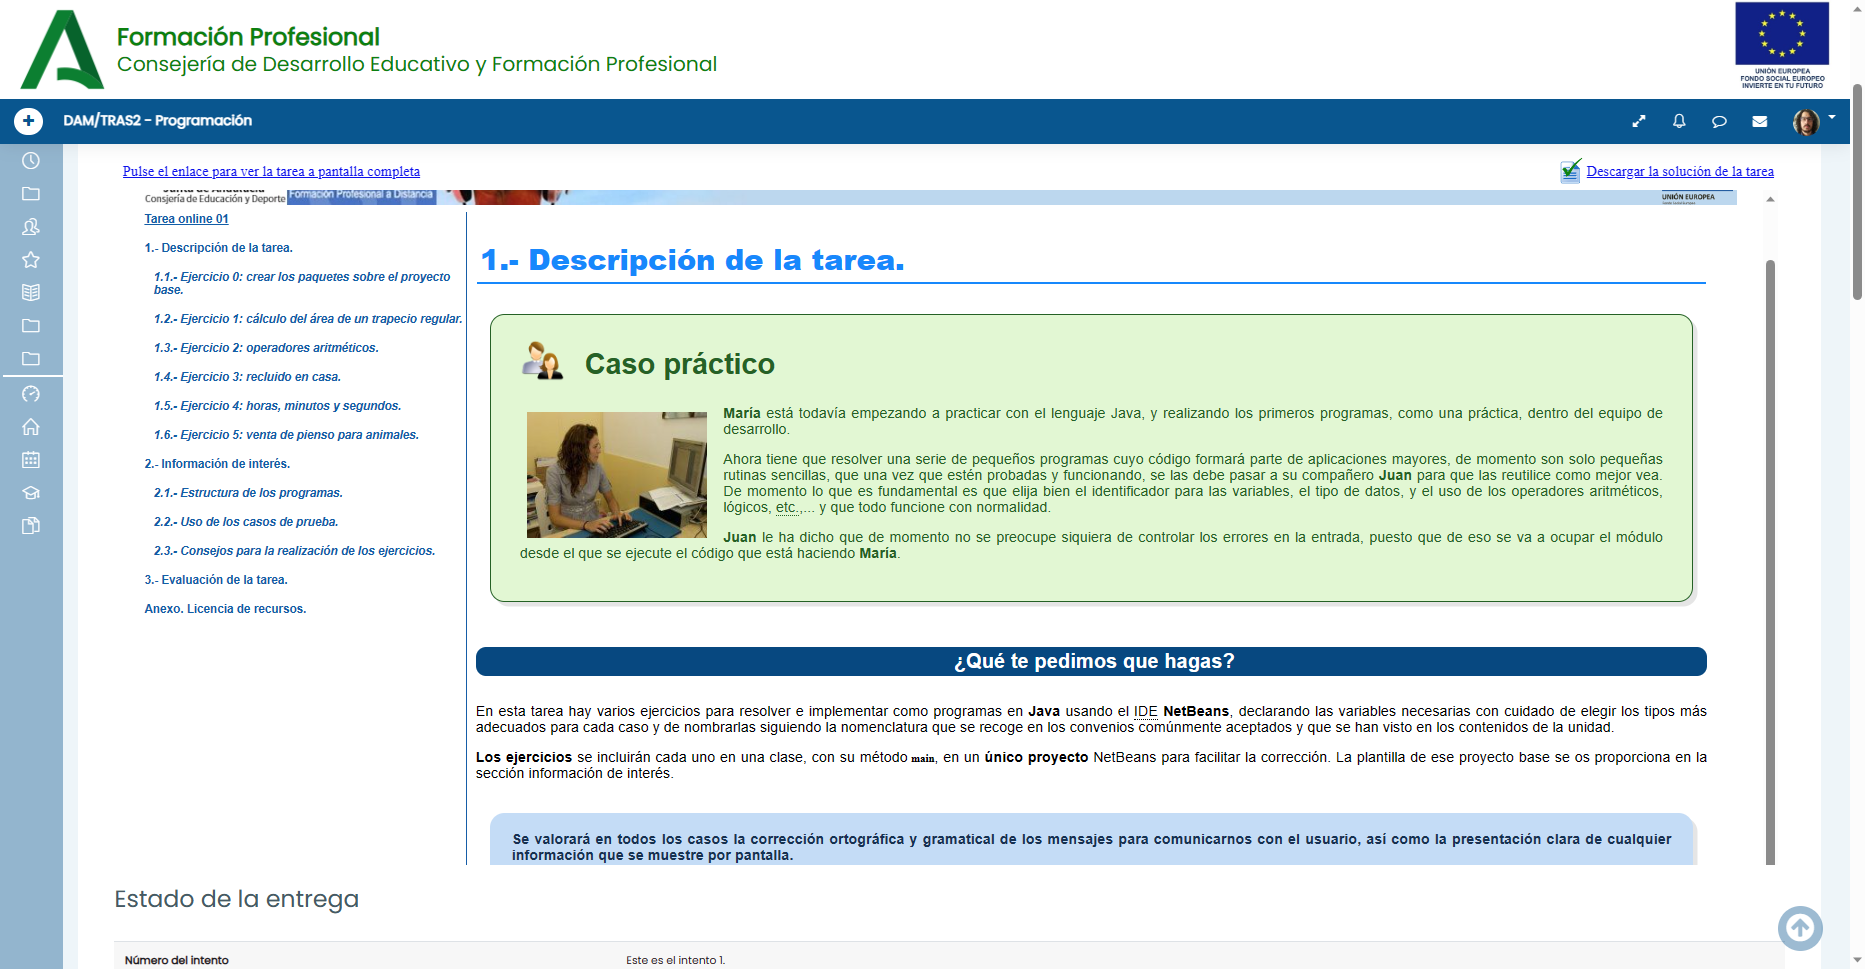 Formación Profesional
Consejería de Desarrollo Educativo y Formación Profesional
UNIÓN EUROPEA
FONDO SOCIAL EUROPEO
INVIERTE EN TU FUTURO
DAM/TRAS2 - Programación
Pulse el enlace para ver la tarea a pantalla completa
Descargar la solución de la tarea
Junta de Andalucía
Consejería de Educación y Deporte
Formación Profesional a Distancia
UNIÓN EUROPEA
Tarea online 01
1.- Descripción de la tarea.
1.1.- Ejercicio 0: crear los paquetes sobre el proyecto
base.
1.2.- Ejercicio 1: cálculo del área de un trapecio regular.
1.3.- Ejercicio 2: operadores aritméticos.
1.4.- Ejercicio 3: recluido en casa.
1.5.- Ejercicio 4: horas, minutos y segundos.
1.6.- Ejercicio 5: venta de pienso para animales.
2.- Información de interés.
2.1.- Estructura de los programas.
2.2.- Uso de los casos de prueba.
2.3.- Consejos para la realización de los ejercicios.
3.- Evaluación de la tarea.
Anexo. Licencia de recursos.
1.- Descripción de la tarea.
Caso práctico
María está todavía empezando a practicar con el lenguaje Java, y realizando los primeros programas, como una práctica, dentro del equipo de
desarrollo.
Ahora tiene que resolver una serie de pequeños programas cuyo código formará parte de aplicaciones mayores, de momento son solo pequeñas
rutinas sencillas, que una vez que estén probadas y funcionando, se las debe pasar a su compañero Juan para que las reutilice como mejor vea.
De momento lo que es fundamental es que elija bien el identificador para las variables, el tipo de datos, y el uso de los operadores aritméticos,
lógicos, etc.,... y que todo funcione con normalidad.
Juan le ha dicho que de momento no se preocupe siquiera de controlar los errores en la entrada, puesto que de eso se va a ocupar el módulo
desde el que se ejecute el código que está haciendo María.
¿Qué te pedimos que hagas?
En esta tarea hay varios ejercicios para resolver e implementar como programas en Java usando el IDE NetBeans, declarando las variables necesarias con cuidado de elegir los tipos más
adecuados para cada caso y de nombrarlas siguiendo la nomenclatura que se recoge en los convenios comúnmente aceptados y que se han visto en los contenidos de la unidad.
Los ejercicios se incluirán cada uno en una clase, con su método main, en un único proyecto NetBeans para facilitar la corrección. La plantilla de ese proyecto base se os proporciona en la
sección información de interés.
Se valorará en todos los casos la corrección ortográfica y gramatical de los mensajes para comunicarnos con el usuario, así como la presentación clara de cualquier
información que se muestre por pantalla.
Estado de la entrega
Número del intento
Este es el intento 1.